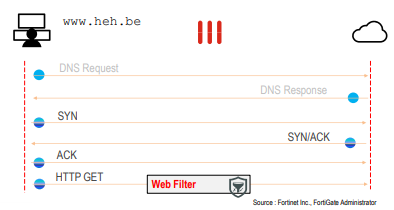 www.heh.be
DNS Request
DNS Response
SYN
SYN/ACK
ACK
HTTP GET
Web Filter
Source : Fortinet Inc., FortiGate Administrator